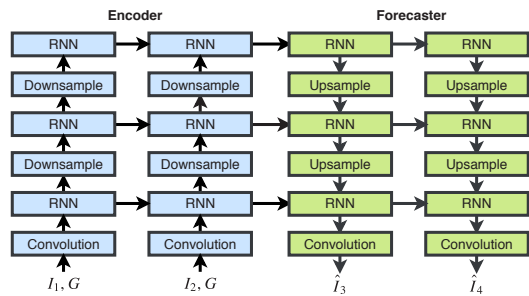 Encoder Forecaster
RNN RNN RNN RNN
Downsample Downsample Upsample Upsample
RNN RNN RNN RNN
Downsample Downsample Upsample Upsample
RNN RNN RNN RNN
Convolution Convolution Convolution Convolution
I₁, G I₂, G Î₃ Î₄